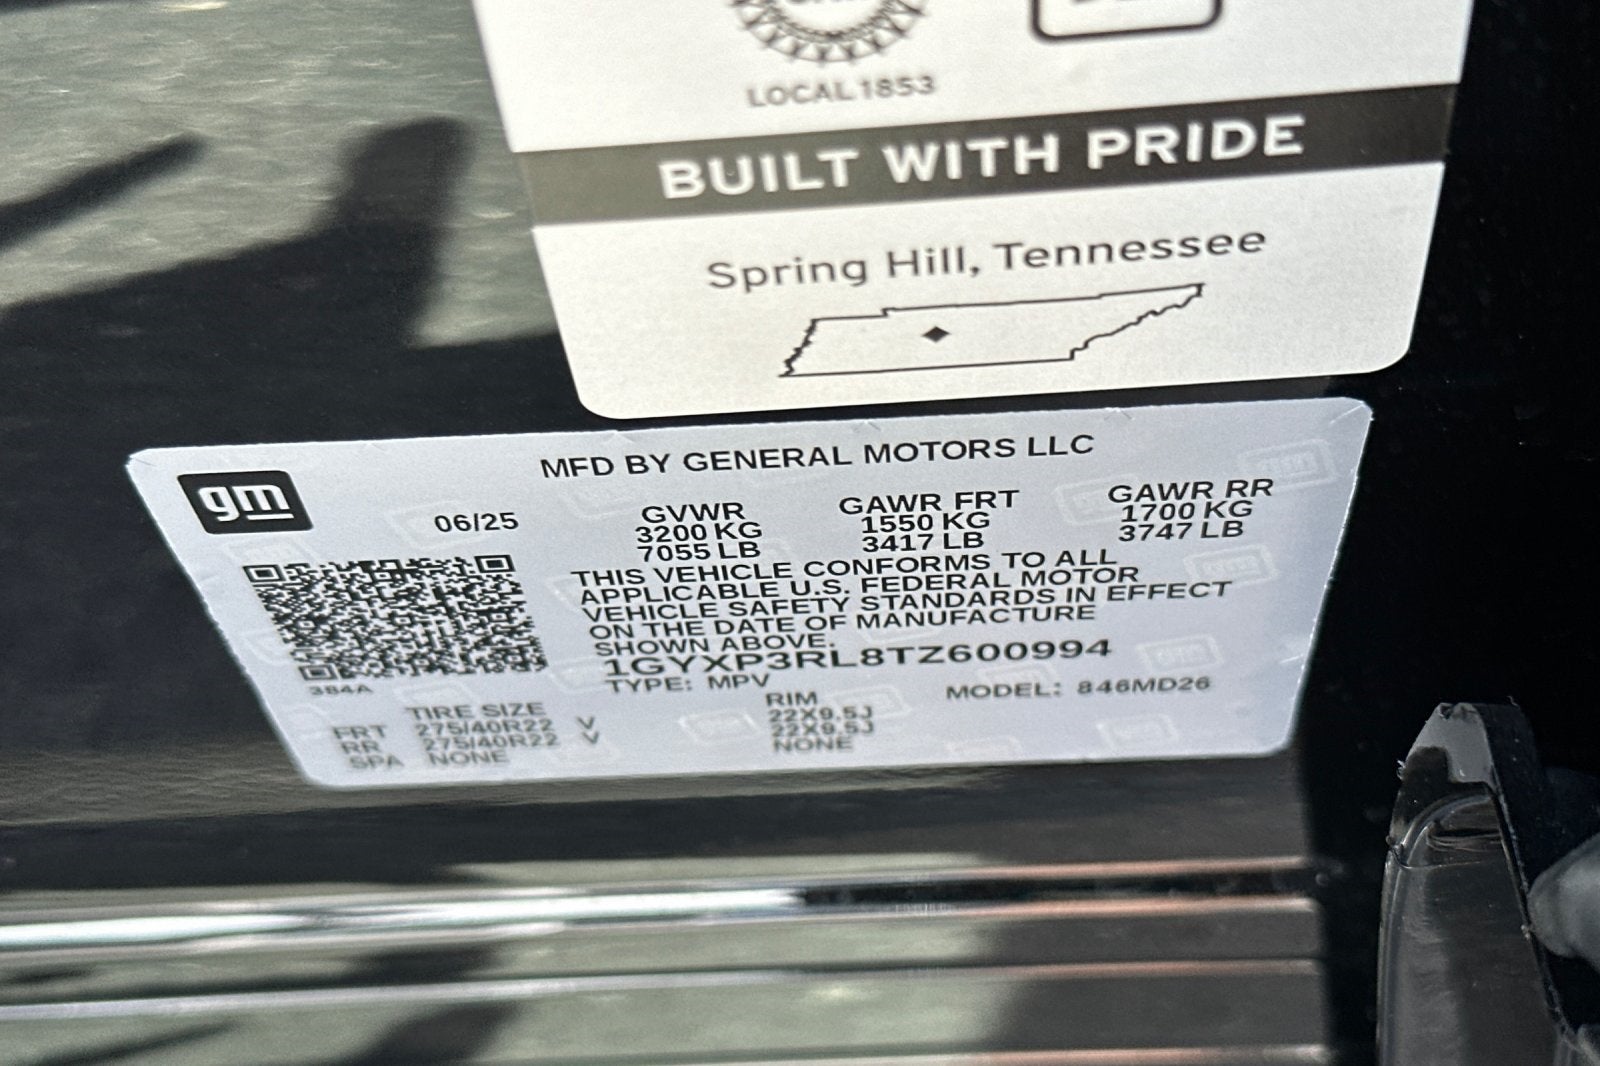 LOCAL 1853
BUILT WITH PRIDE
Spring Hill, Tennessee
MFD BY GENERAL MOTORS LLC
gm
06/25
GVWR
3200 KG
7055 LB
GAWR FRT
1550 KG
3417 LB
GAWR RR
1700 KG
3747 LB
THIS VEHICLE CONFORMS TO ALL
APPLICABLE U.S. FEDERAL MOTOR
VEHICLE SAFETY STANDARDS IN EFFECT
ON THE DATE OF MANUFACTURE
SHOWN ABOVE.
1GYXP3RL8TZ600994
TYPE: MPV
MODEL: 846MD26
384A
TIRE SIZE
RIM
FRT 275/40R22 V 22X9.5J
RR 275/40R22 V 22X9.5J
SPA NONE NONE